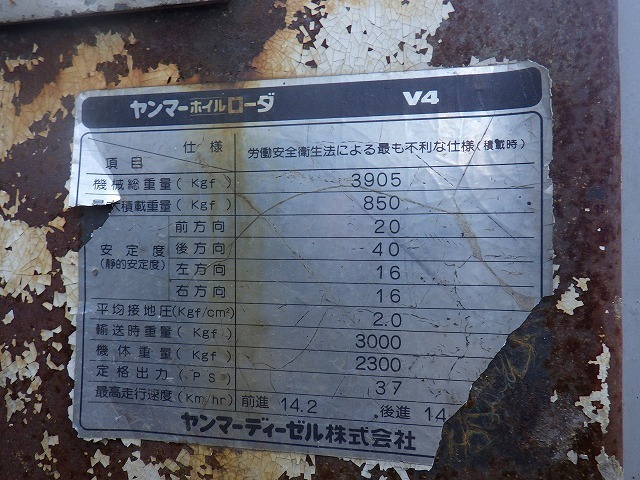 ヤンマーホイルローダ V4
仕様 労働安全衛生法による最も不利な仕様(積載時)
項目
機械総重量(Kgf) 3905
最大積載重量(Kgf) 850
前方向 20
安定度 後方向 40
(静的安定度) 左方向 16
右方向 16
平均接地圧(Kgf/cm²) 2.0
輸送時重量(Kgf) 3000
機体重量(Kgf) 2300
定格出力(PS) 37
最高走行速度(Km/hr) 前進 14.2 後進 14
ヤンマーディーゼル株式会社